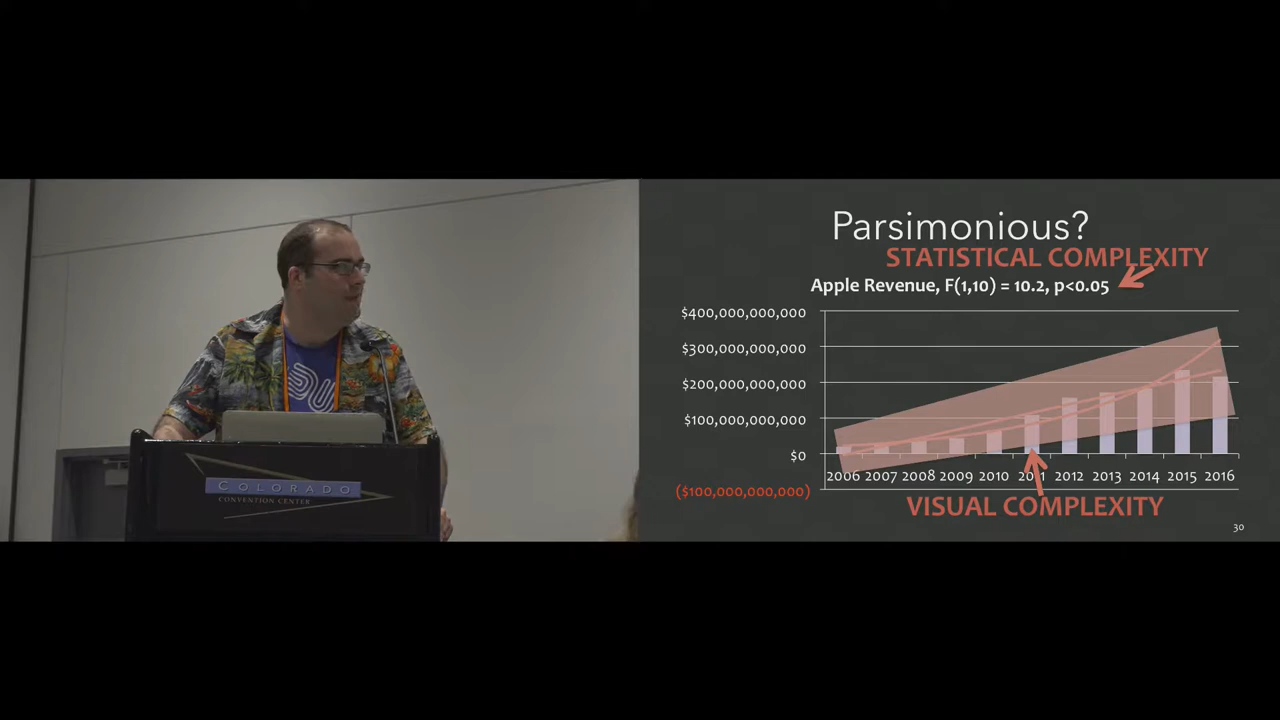 Parsimonious?
STATISTICAL COMPLEXITY
Apple Revenue, F(1,10) = 10.2, p<0.05
$400,000,000,000
$300,000,000,000
$200,000,000,000
$100,000,000,000
$0
($100,000,000,000)
2006 2007 2008 2009 2010 2011 2012 2013 2014 2015 2016
VISUAL COMPLEXITY
30
COLORADO
CONVENTION CENTER